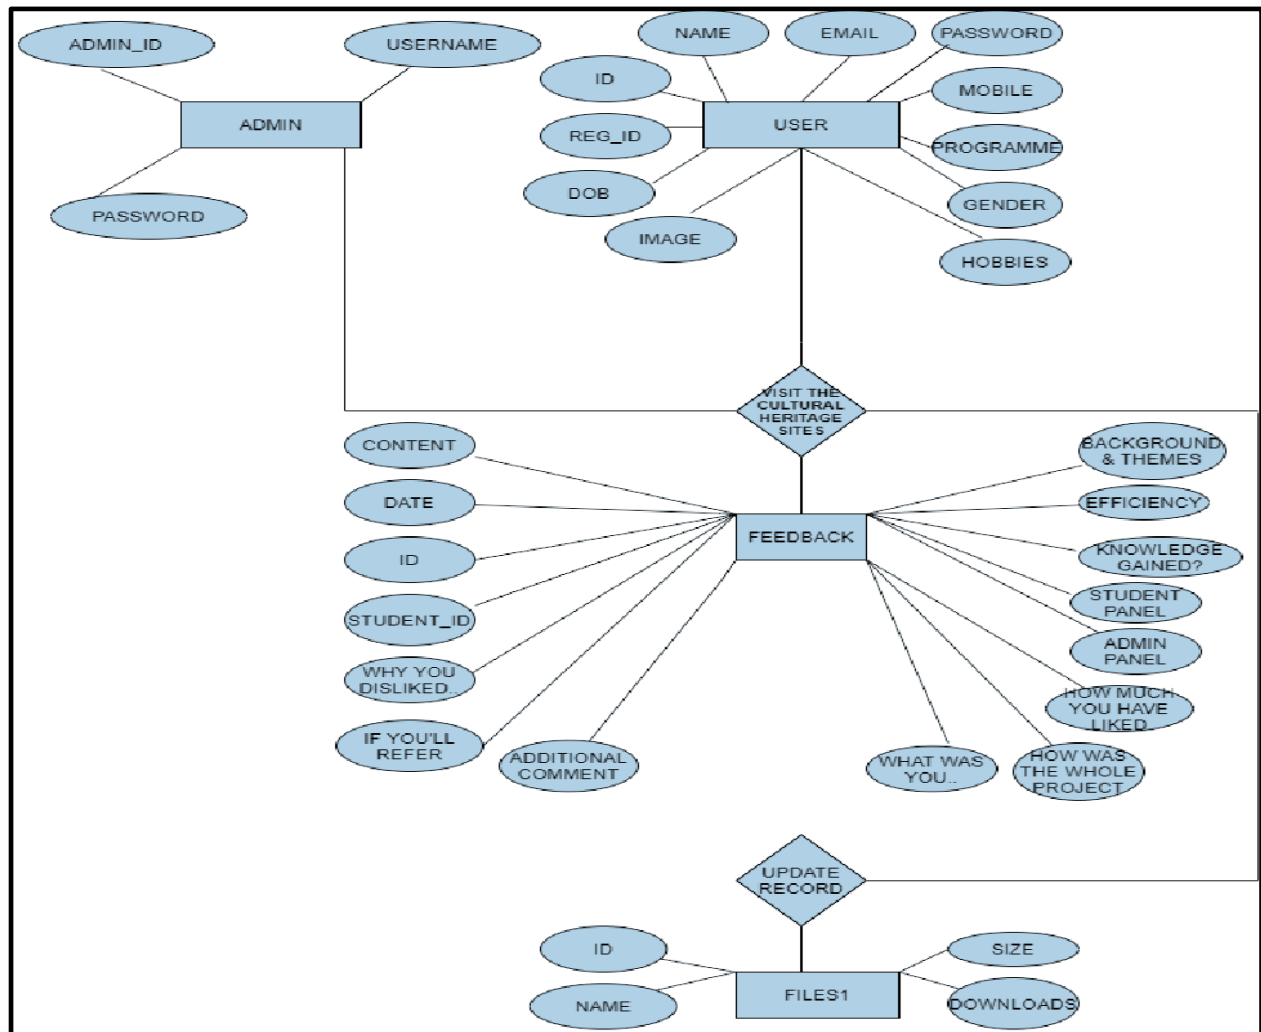 ADMIN_ID
USERNAME
ADMIN
PASSWORD
NAME
EMAIL
PASSWORD
ID
MOBILE
REG_ID
USER
PROGRAMME
DOB
GENDER
IMAGE
HOBBIES
VISIT THE
CULTURAL
HERITAGE
SITES
CONTENT
DATE
ID
STUDENT_ID
WHY YOU
DISLIKED..
IF YOU'LL
REFER
ADDITIONAL
COMMENT
FEEDBACK
BACKGROUND
& THEMES
EFFICIENCY
KNOWLEDGE
GAINED?
STUDENT
PANEL
ADMIN
PANEL
HOW MUCH
YOU HAVE
LIKED
HOW WAS
THE WHOLE
PROJECT
WHAT WAS
YOU..
UPDATE
RECORD
ID
NAME
FILES1
SIZE
DOWNLOADS